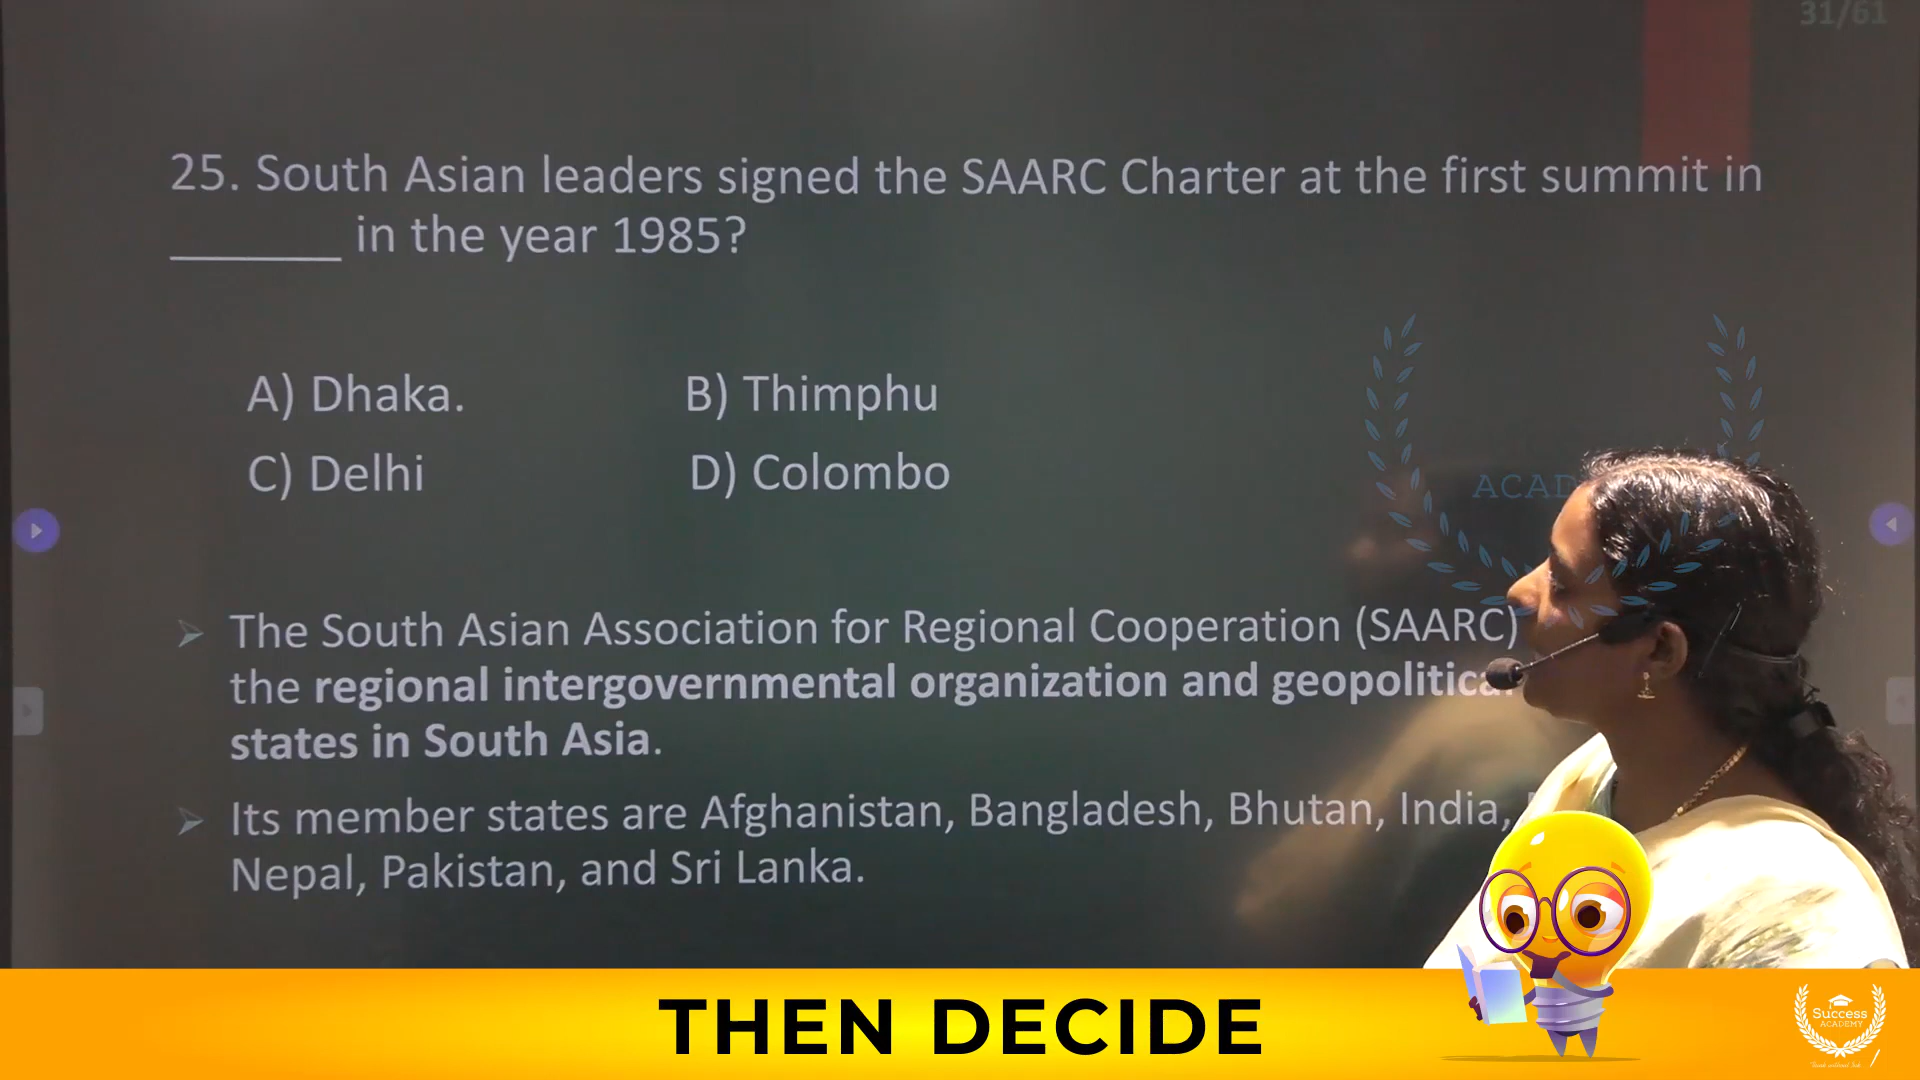 31/61
25. South Asian leaders signed the SAARC Charter at the first summit in
_______ in the year 1985?
A) Dhaka. B) Thimphu
C) Delhi D) Colombo
ACAD
➢ The South Asian Association for Regional Cooperation (SAARC)
the regional intergovernmental organization and geopolitical
states in South Asia.
➢ Its member states are Afghanistan, Bangladesh, Bhutan, India,
Nepal, Pakistan, and Sri Lanka.
THEN DECIDE
Success
ACADEMY